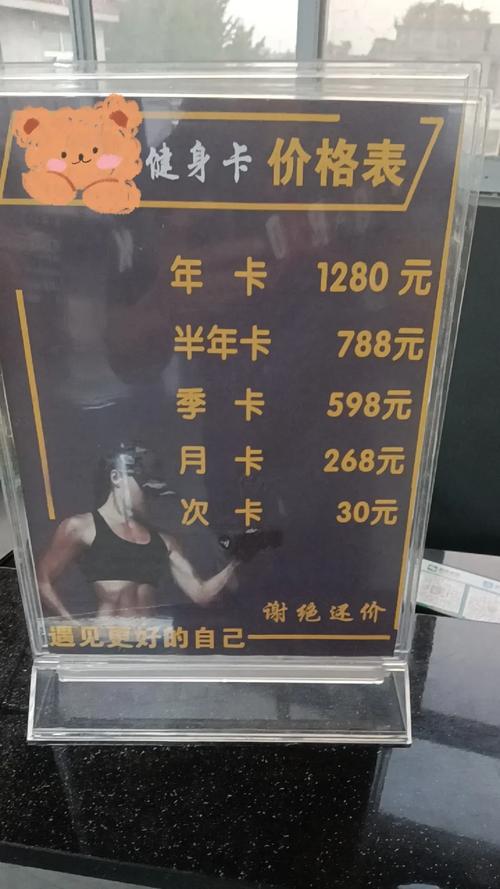 健身卡 价格表
年 卡 1280 元
半年卡 788元
季 卡 598元
月 卡 268元
次 卡 30元
谢绝还价
遇见更好的自己